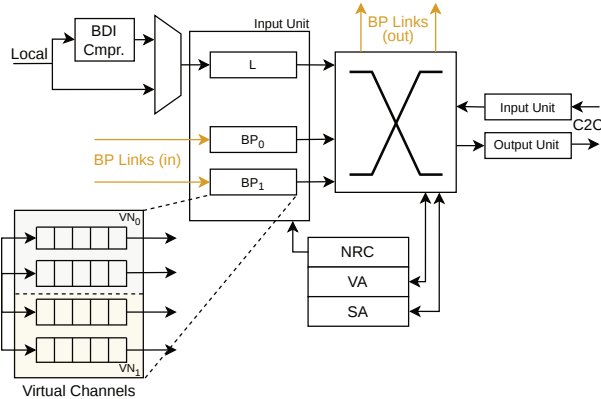 BP Links
(out)
Input Unit
BDI
Cmpr.
Local
L
Input Unit
C2C
BP0
Output Unit
BP Links (in)
BP1
VN0
NRC
VA
SA
VN1
Virtual Channels